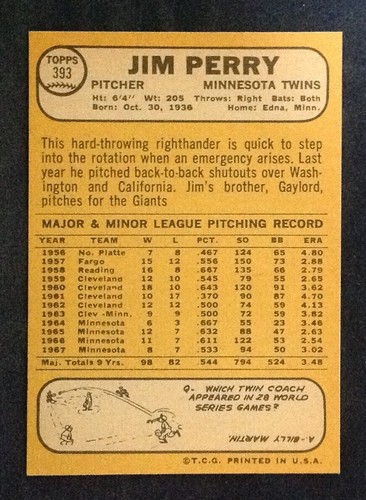 TOPPS
393
JIM PERRY
PITCHER MINNESOTA TWINS
Ht: 6'4" Wt: 205 Throws: Right Bats: Both
Born: Oct. 30, 1936 Home: Edna, Minn.
This hard-throwing righthander is quick to step
into the rotation when an emergency arises. Last
year he pitched back-to-back shutouts over Wash-
ington and California. Jim's brother, Gaylord,
pitches for the Giants
MAJOR & MINOR LEAGUE PITCHING RECORD
YEAR TEAM W L PCT. SO BB ERA
1956 No. Platte 7 8 .467 124 65 4.80
1957 Fargo 15 12 .556 150 73 2.88
1958 Reading 16 8 .667 135 66 2.79
1959 Cleveland 12 10 .545 79 55 2.65
1960 Cleveland 18 10 .643 120 91 3.62
1961 Cleveland 10 17 .370 90 87 4.70
1962 Cleveland 12 12 .500 74 59 4.13
1963 Clev.-Minn. 9 9 .500 72 59 3.82
1964 Minnesota 6 3 .667 55 23 3.46
1965 Minnesota 12 7 .632 88 47 2.63
1966 Minnesota 11 7 .611 122 53 2.54
1967 Minnesota 8 7 .533 94 50 3.02
Maj. Totals 9 Yrs. 98 82 .544 794 524 3.48
Q- WHICH TWIN COACH
APPEARED IN 28 WORLD
SERIES GAMES?
A- BILLY MARTIN
©T.C.G. PRINTED IN U.S.A.